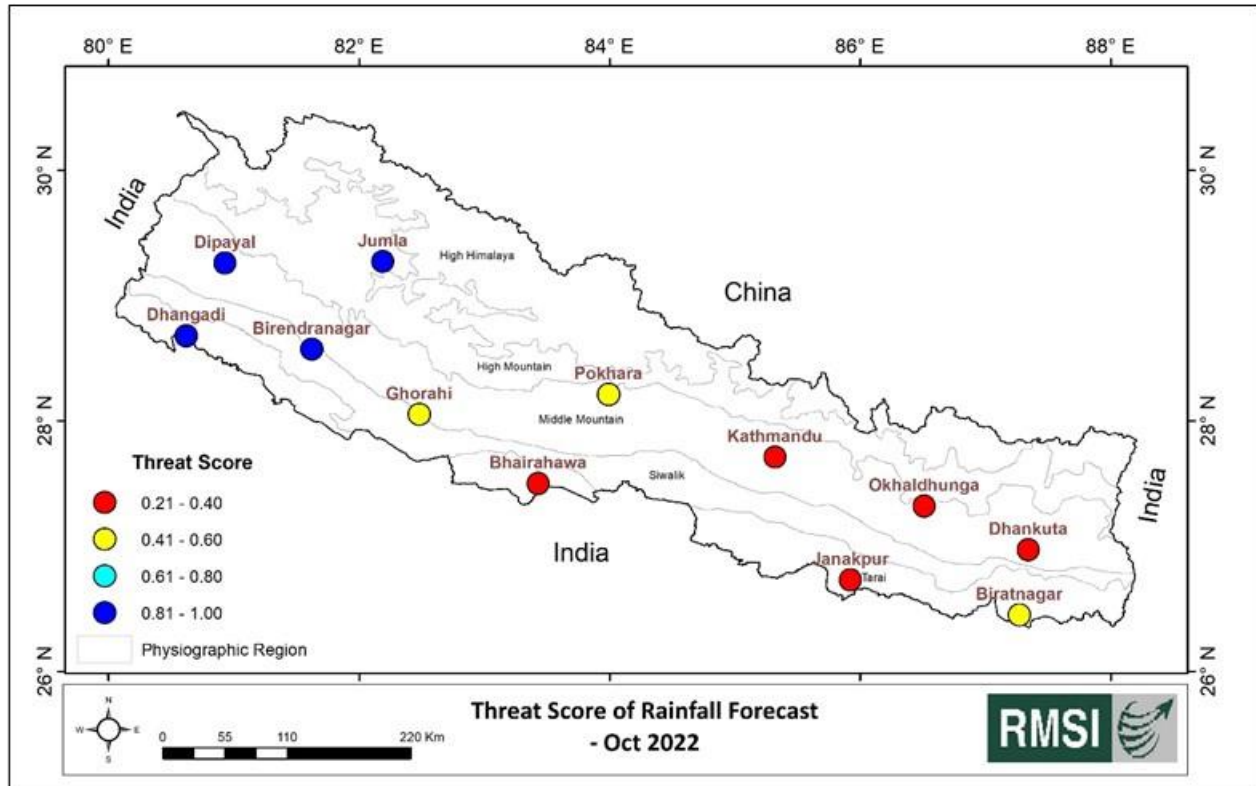 80° E 82° E 84° E 86° E 88° E
30° N
30° N
India
Dipayal
Jumla
High Himalaya
China
Dhangadi
Birendranagar
High Mountain
Pokhara
Ghorahi
28° N
Middle Mountain
28° N
Kathmandu
Bhairahawa
Siwalik
Okhaldhunga
India
Dhankuta
India
Janakpur
Tarai
Biratnagar
Threat Score
0.21 - 0.40
0.41 - 0.60
0.61 - 0.80
0.81 - 1.00
Physiographic Region
26° N
26° N
N
W E
S
0 55 110 220 Km
Threat Score of Rainfall Forecast
- Oct 2022
RMSI